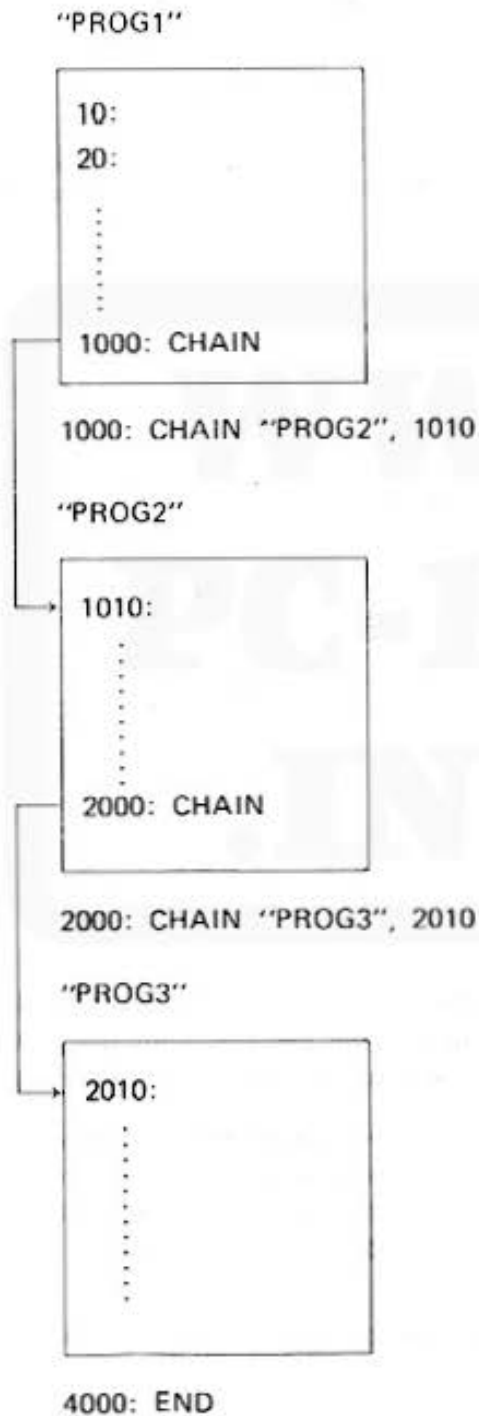 "PROG1"
10:
20:
1000: CHAIN
1000: CHAIN "PROG2", 1010
"PROG2"
1010:
2000: CHAIN
2000: CHAIN "PROG3", 2010
"PROG3"
2010:
4000: END